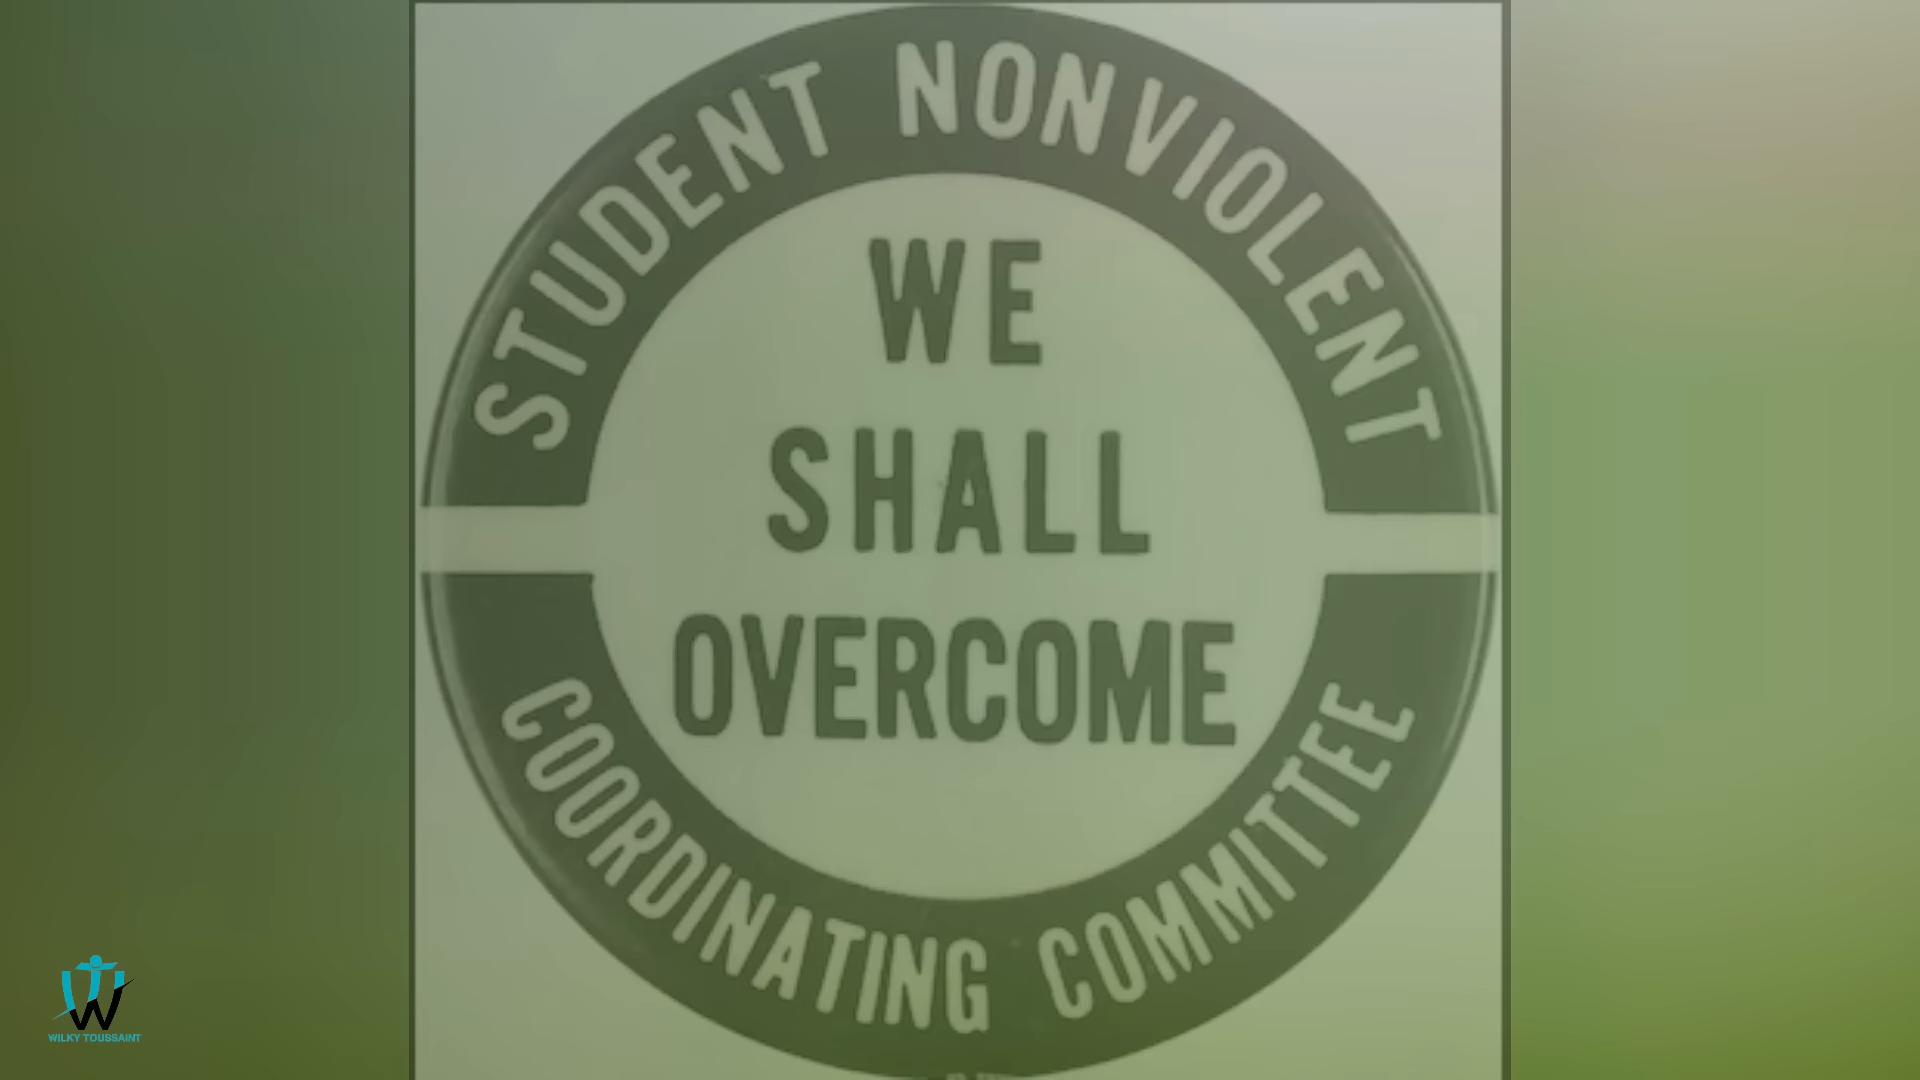 STUDENT NONVIOLENT
WE
SHALL
OVERCOME
COORDINATING COMMITTEE
WILKY TOUSSAINT